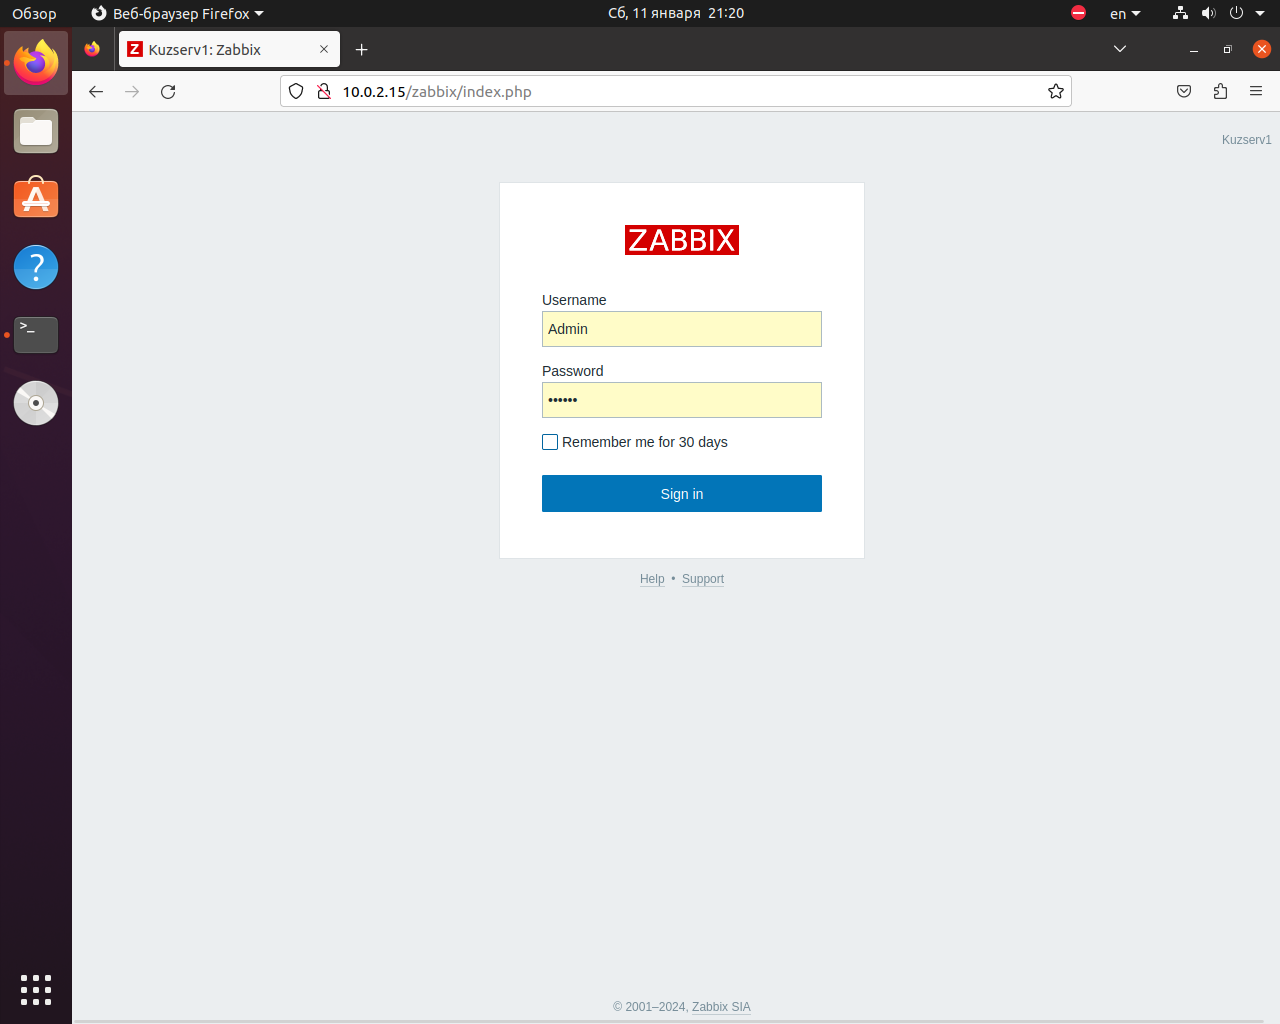 Обзор
Веб-браузер Firefox
Сб, 11 января 21:20
en
Z Kuzserv1: Zabbix
10.0.2.15/zabbix/index.php
Kuzserv1
ZABBIX
Username
Admin
Password
••••••
Remember me for 30 days
Sign in
Help • Support
© 2001–2024, Zabbix SIA